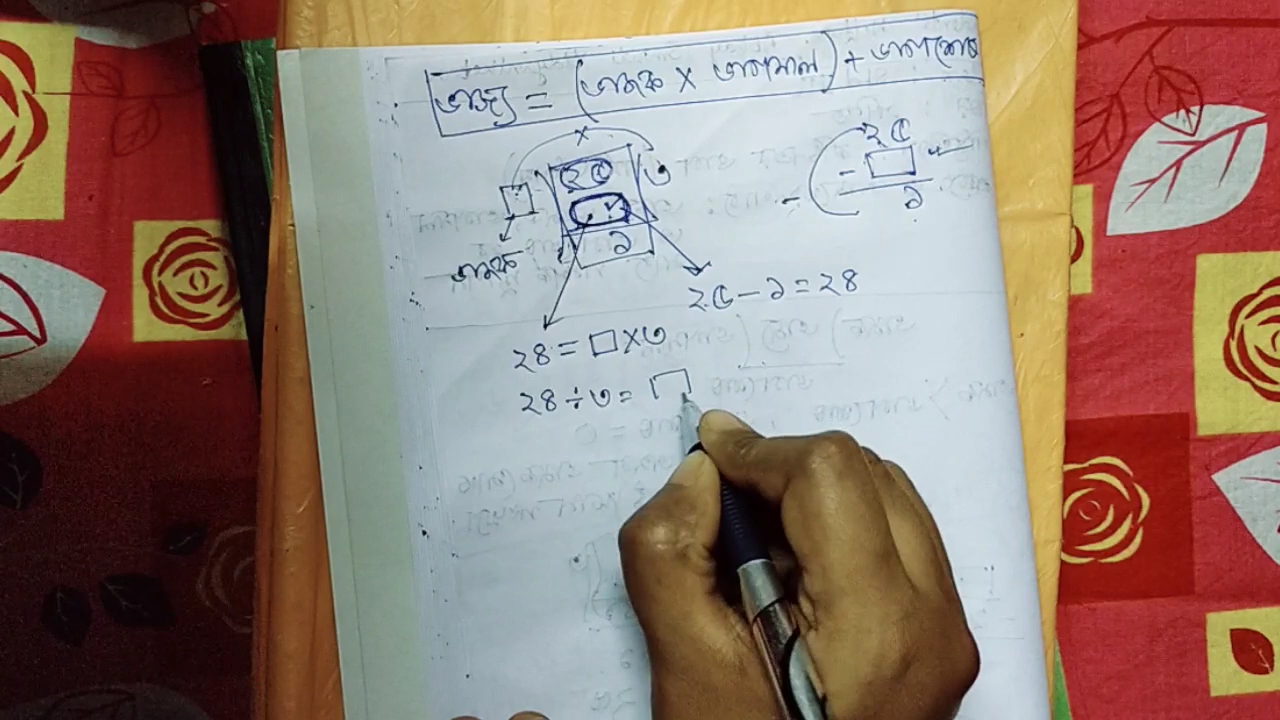 ভাজ্য = (ভাজক × ভাগফল) + ভাগশেষ
×
২৫
□ ) ২৫ ( ৩
- □
১
১
ভাজক
২৫ – ১ = ২৪
২৪ = □ × ৩
২৪ ÷ ৩ = □